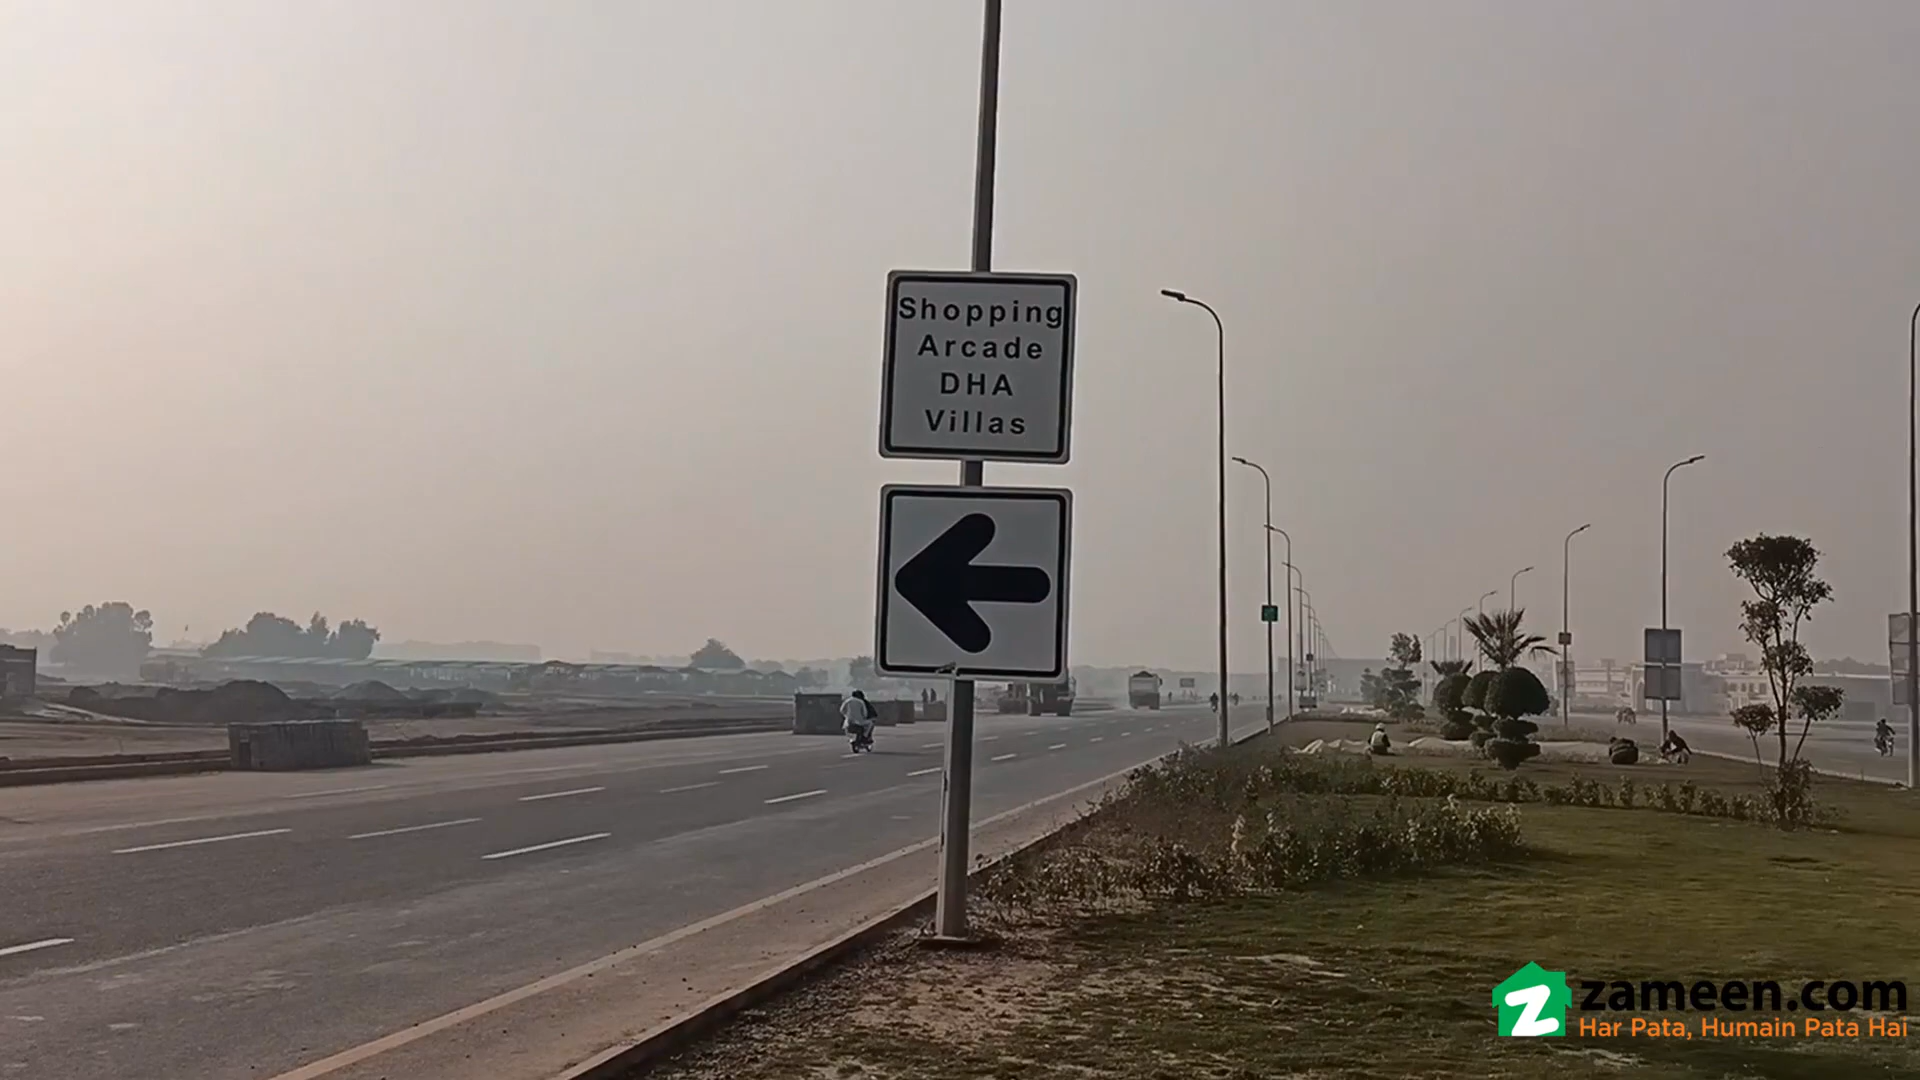 Shopping
Arcade
DHA
Villas
zameen.com
Har Pata, Humain Pata Hai